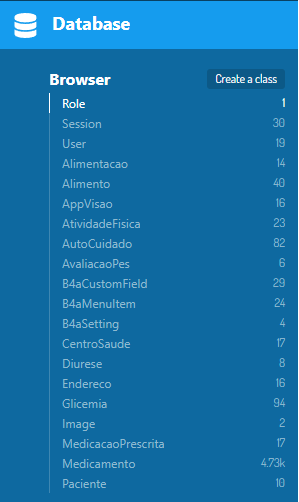 Database
Browser Create a class
Role 1
Session 30
User 19
Alimentacao 14
Alimento 40
AppVisao 16
AtividadeFisica 23
AutoCuidado 82
AvaliacaoPes 6
B4aCustomField 29
B4aMenuItem 24
B4aSetting 4
CentroSaude 17
Diurese 8
Endereco 16
Glicemia 94
Image 2
MedicacaoPrescrita 17
Medicamento 4.73k
Paciente 10